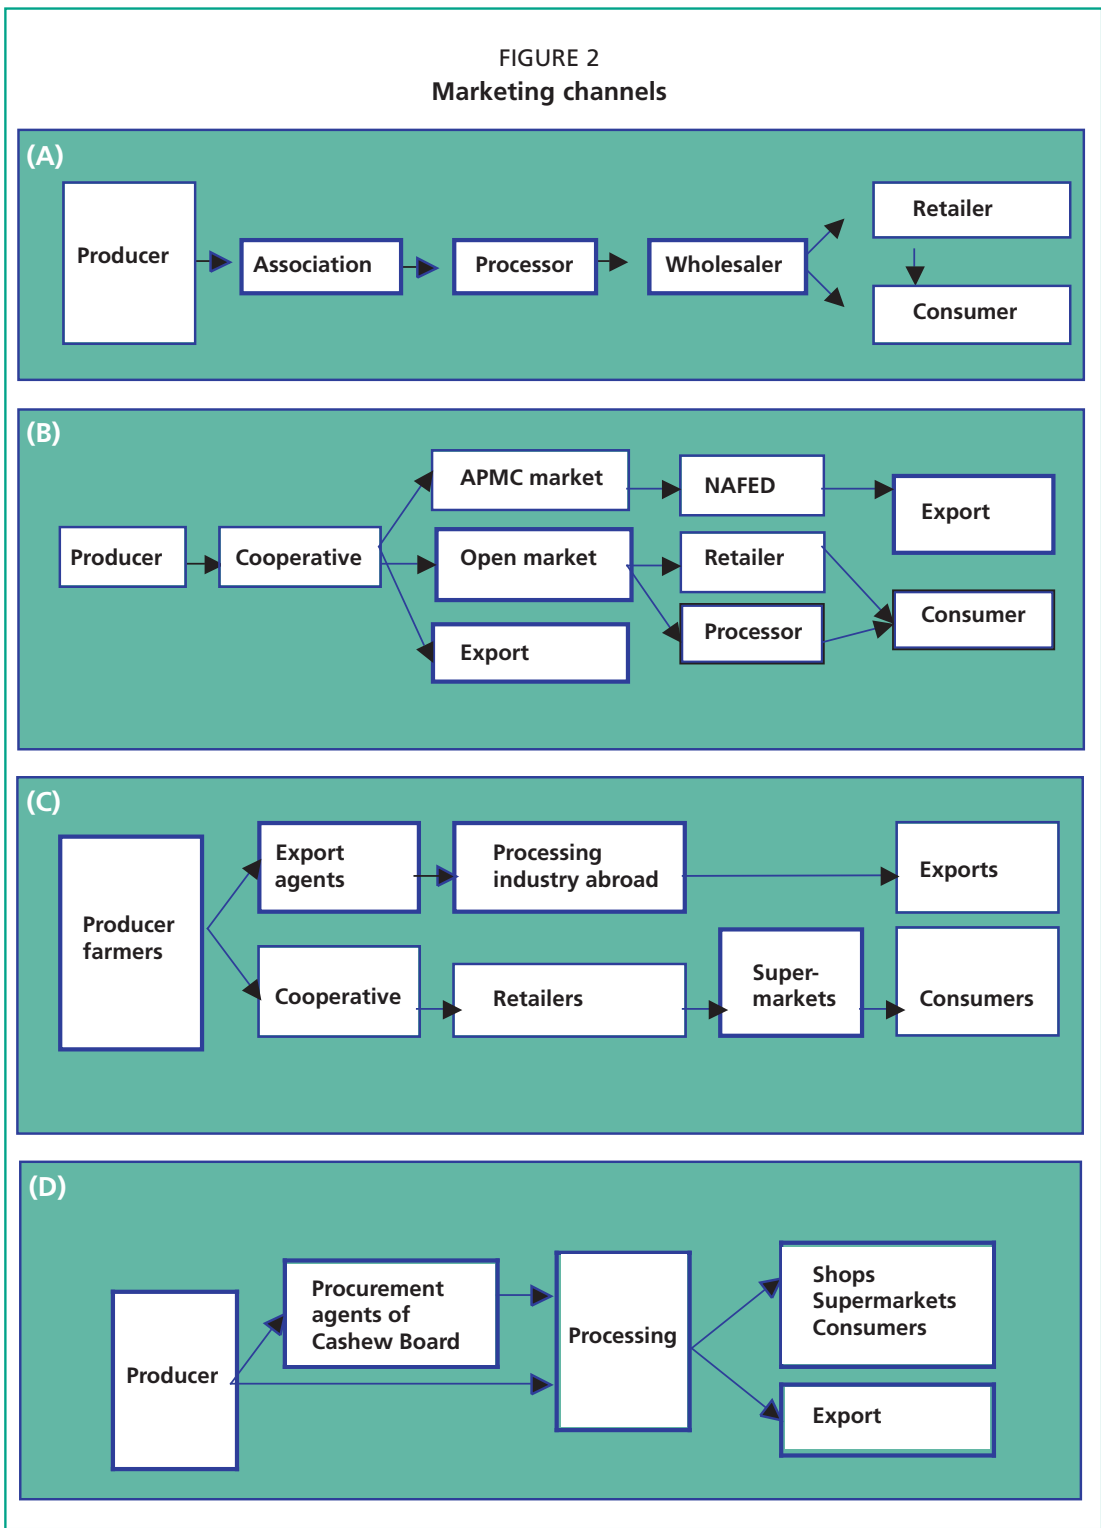 FIGURE 2
Marketing channels
(A)
Producer
Association
Processor
Wholesaler
Retailer
Consumer
(B)
Producer
Cooperative
APMC market
Open market
Export
NAFED
Retailer
Processor
Export
Consumer
(C)
Producer
farmers
Export
agents
Processing
industry abroad
Exports
Cooperative
Retailers
Super-
markets
Consumers
(D)
Producer
Procurement
agents of
Cashew Board
Processing
Shops
Supermarkets
Consumers
Export